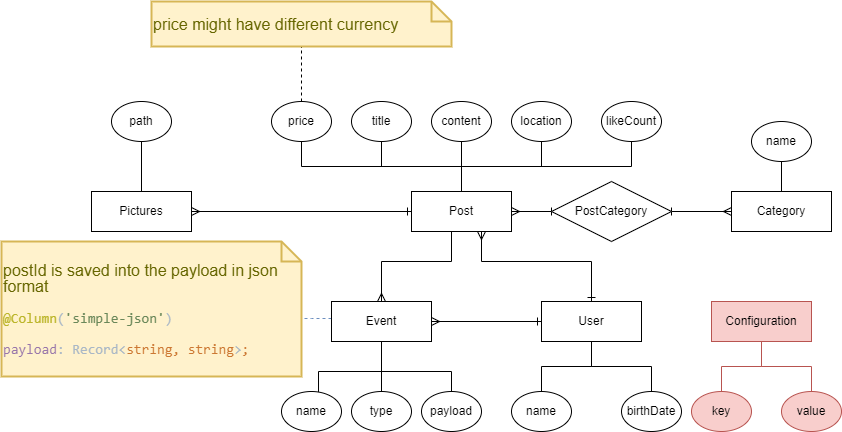 price might have different currency
path
price
title
content
location
likeCount
name
Pictures
Post
PostCategory
Category
postId is saved into the payload in json
format
@Column('simple-json')
payload: Record<string, string>;
Event
User
Configuration
name
type
payload
name
birthDate
key
value